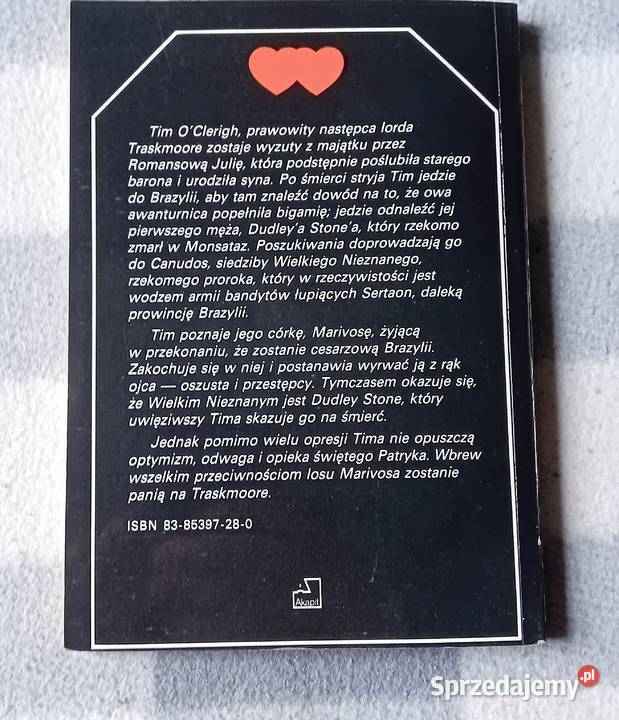 Tim O'Clerigh, prawowity następca lorda
Traskmoore zostaje wyzuty z majątku przez
Romansową Julię, która podstępnie poślubiła starego
barona i urodziła syna. Po śmierci stryja Tim jedzie
do Brazylii, aby tam znaleźć dowód na to, że owa
awanturnica popełniła bigamię; jedzie odnaleźć jej
pierwszego męża, Dudley'a Stone'a, który rzekomo
zmarł w Monsataz. Poszukiwania doprowadzają go
do Canudos, siedziby Wielkiego Nieznanego,
rzekomego proroka, który w rzeczywistości jest
wodzem armii bandytów łupiących Sertaon, daleką
prowincję Brazylii.
Tim poznaje jego córkę, Marivosę, żyjącą
w przekonaniu, że zostanie cesarzową Brazylii.
Zakochuje się w niej i postanawia wyrwać ją z rąk
ojca — oszusta i przestępcy. Tymczasem okazuje się,
że Wielkim Nieznanym jest Dudley Stone, który
uwięziwszy Tima skazuje go na śmierć.
Jednak pomimo wielu opresji Tima nie opuszczą
optymizm, odwaga i opieka świętego Patryka. Wbrew
wszelkim przeciwnościom losu Marivosa zostanie
panią na Traskmoore.
ISBN 83-85397-28-0
Akapit
Sprzedajemy.pl